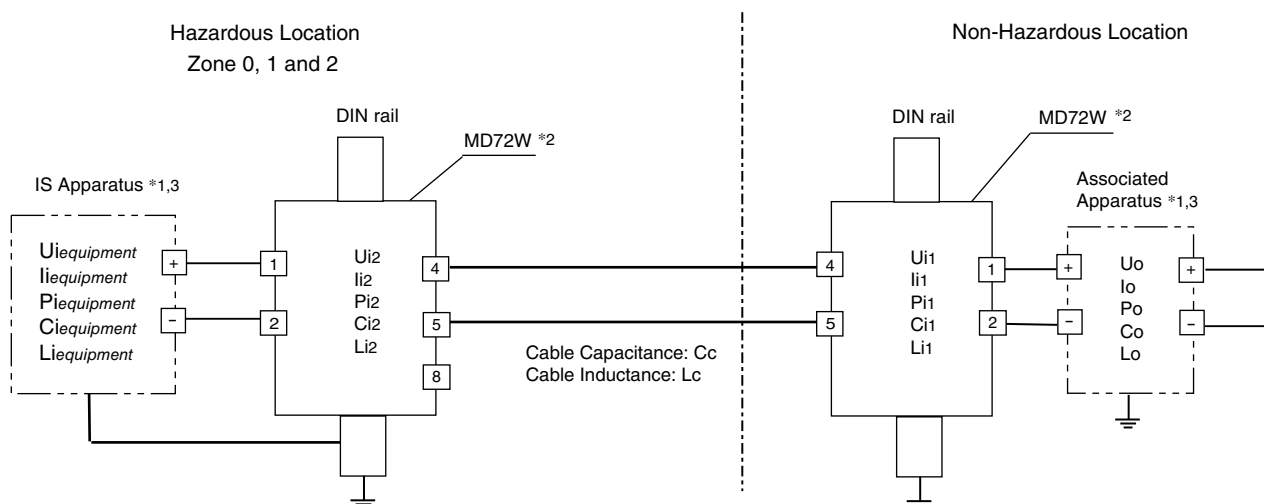 Hazardous Location
Zone 0, 1 and 2
Non-Hazardous Location
DIN rail
MD72W *2
IS Apparatus *1,3
Uiequipment
Iiequipment
Piequipment
Ciequipment
Liequipment
+
−
1
2
Ui2
Ii2
Pi2
Ci2
Li2
4
5
8
Cable Capacitance: Cc
Cable Inductance: Lc
DIN rail
MD72W *2
4
5
Ui1
Ii1
Pi1
Ci1
Li1
1
2
Associated
Apparatus *1,3
+
−
Uo
Io
Po
Co
Lo
+
−